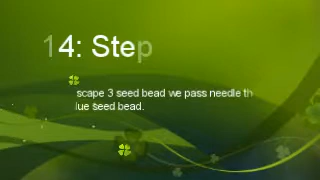 14: Step
scape 3 seed bead we pass needle th
lue seed bead.